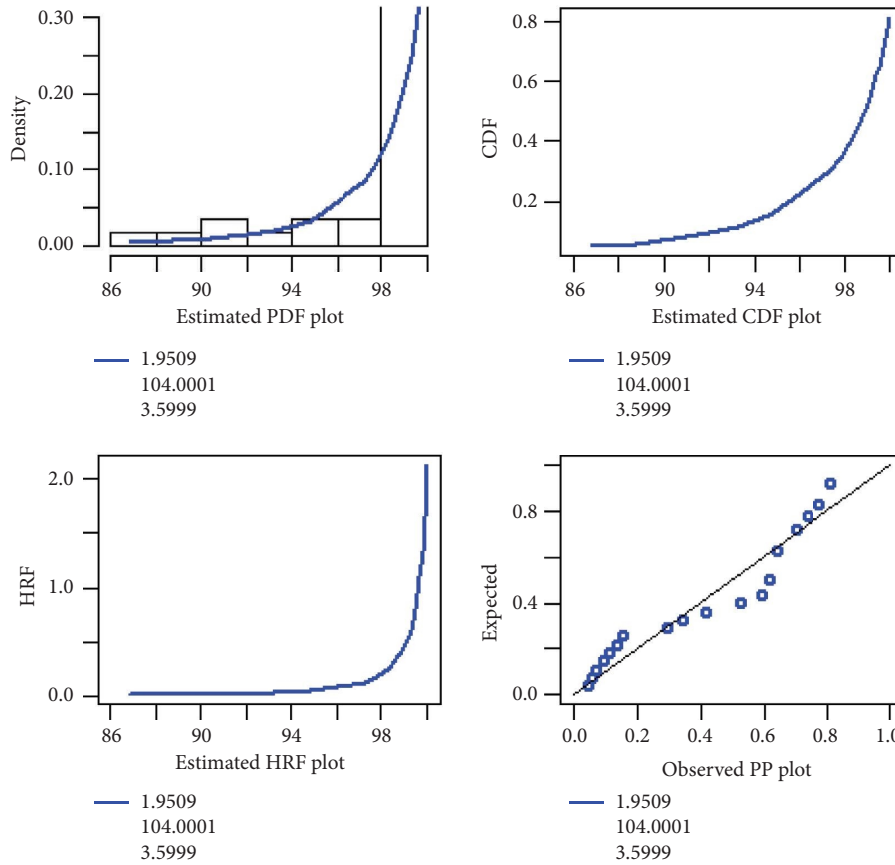 0.30
0.20
0.10
0.00
Density
86 90 94 98
Estimated PDF plot
1.9509
104.0001
3.5999
0.8
0.6
0.4
0.2
CDF
86 90 94 98
Estimated CDF plot
1.9509
104.0001
3.5999
2.0
1.0
0.0
HRF
86 90 94 98
Estimated HRF plot
1.9509
104.0001
3.5999
0.8
0.4
0.0
Expected
0.0 0.2 0.4 0.6 0.8 1.0
Observed PP plot
1.9509
104.0001
3.5999